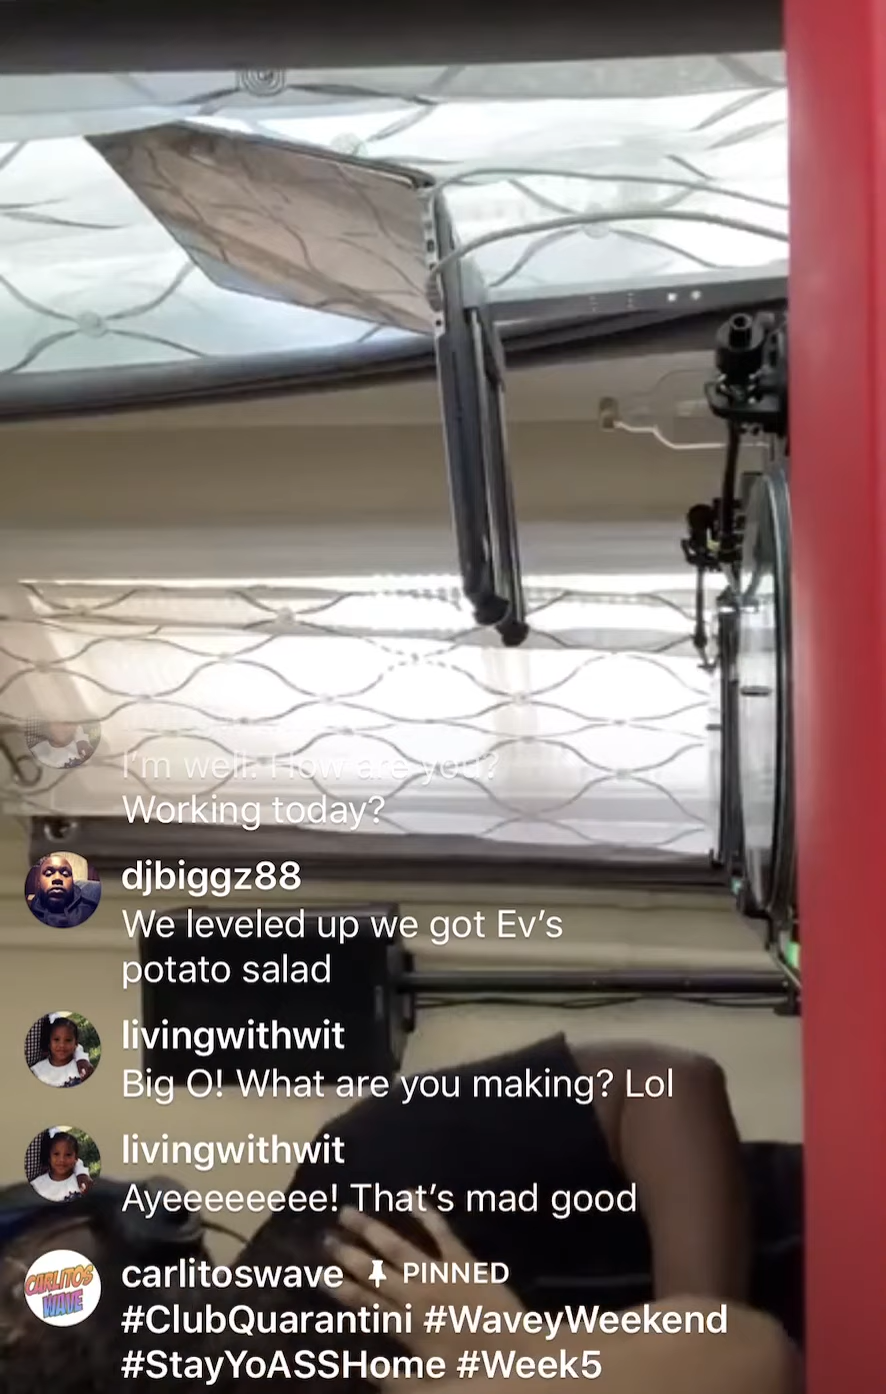 I'm well. How are you?
Working today?
djbiggz88
We leveled up we got Ev's
potato salad
livingwithwit
Big O! What are you making? Lol
livingwithwit
Ayeeeeeeee! That's mad good
CARLITOS
WAVE
carlitoswave PINNED
#ClubQuarantini #WaveyWeekend
#StayYoASSHome #Week5